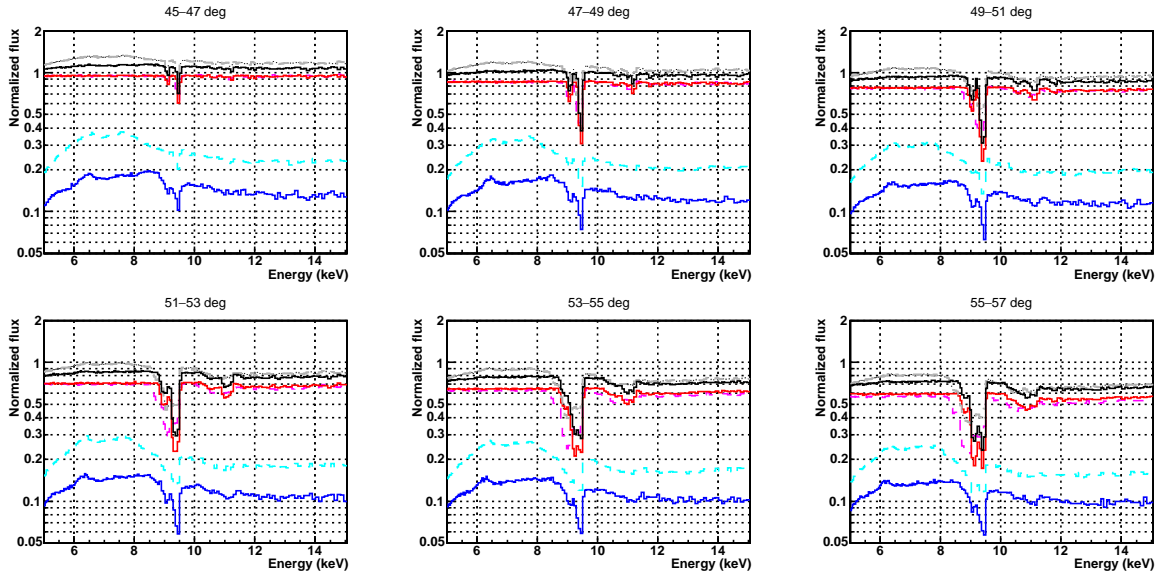 45–47 deg
Normalized flux
2
1
0.5
0.4
0.3
0.2
0.1
0.05
6 8 10 12 14
Energy (keV)
47–49 deg
Normalized flux
2
1
0.5
0.4
0.3
0.2
0.1
0.05
6 8 10 12 14
Energy (keV)
49–51 deg
Normalized flux
2
1
0.5
0.4
0.3
0.2
0.1
0.05
6 8 10 12 14
Energy (keV)
51–53 deg
Normalized flux
2
1
0.5
0.4
0.3
0.2
0.1
0.05
6 8 10 12 14
Energy (keV)
53–55 deg
Normalized flux
2
1
0.5
0.4
0.3
0.2
0.1
0.05
6 8 10 12 14
Energy (keV)
55–57 deg
Normalized flux
2
1
0.5
0.4
0.3
0.2
0.1
0.05
6 8 10 12 14
Energy (keV)